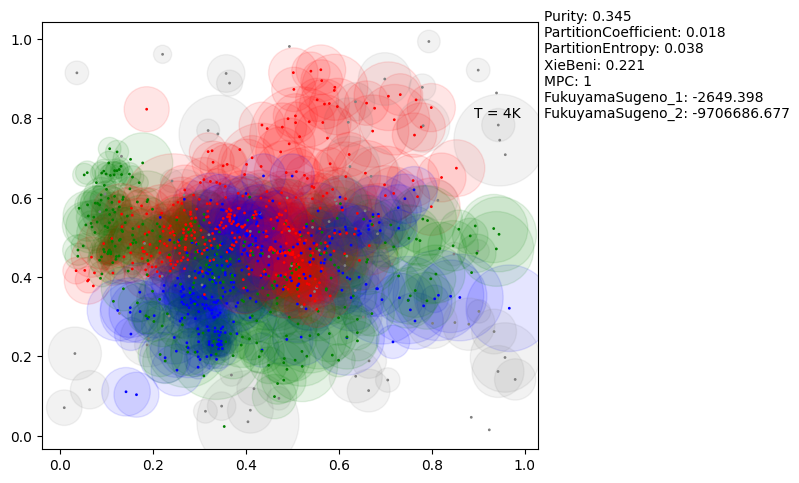 Purity: 0.345
PartitionCoefficient: 0.018
PartitionEntropy: 0.038
XieBeni: 0.221
MPC: 1
FukuyamaSugeno_1: -2649.398
FukuyamaSugeno_2: -9706686.677
T = 4K
1.0
0.8
0.6
0.4
0.2
0.0
0.0 0.2 0.4 0.6 0.8 1.0